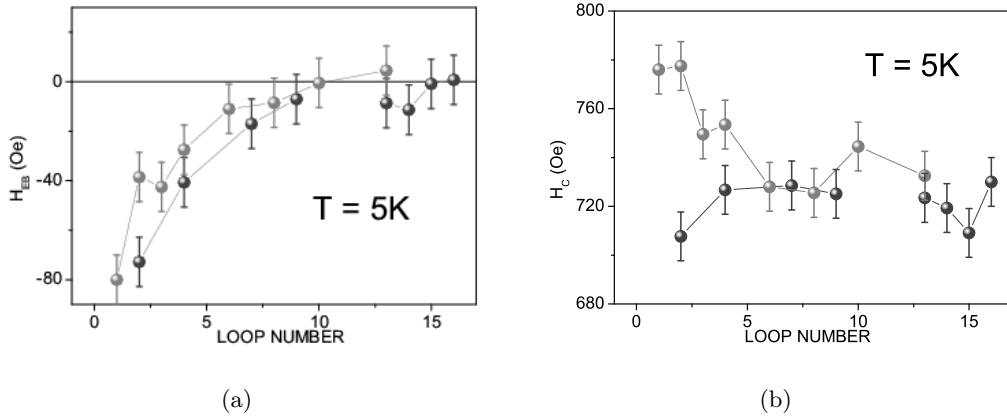 0
-40
-80
H_EB (Oe)
T = 5K
0 5 10 15
LOOP NUMBER
(a)
800
760
720
680
H_C (Oe)
T = 5K
0 5 10 15
LOOP NUMBER
(b)